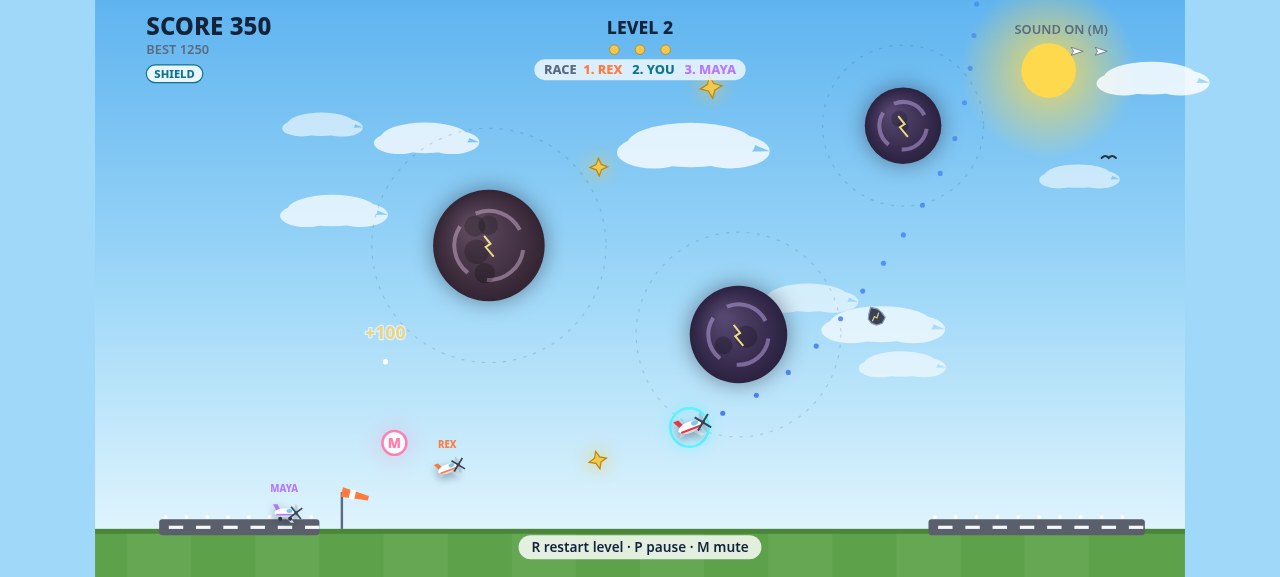 SCORE 350
BEST 1250
SHIELD
LEVEL 2
RACE 1. REX 2. YOU 3. MAYA
SOUND ON (M)
+100
M
REX
MAYA
R restart level · P pause · M mute